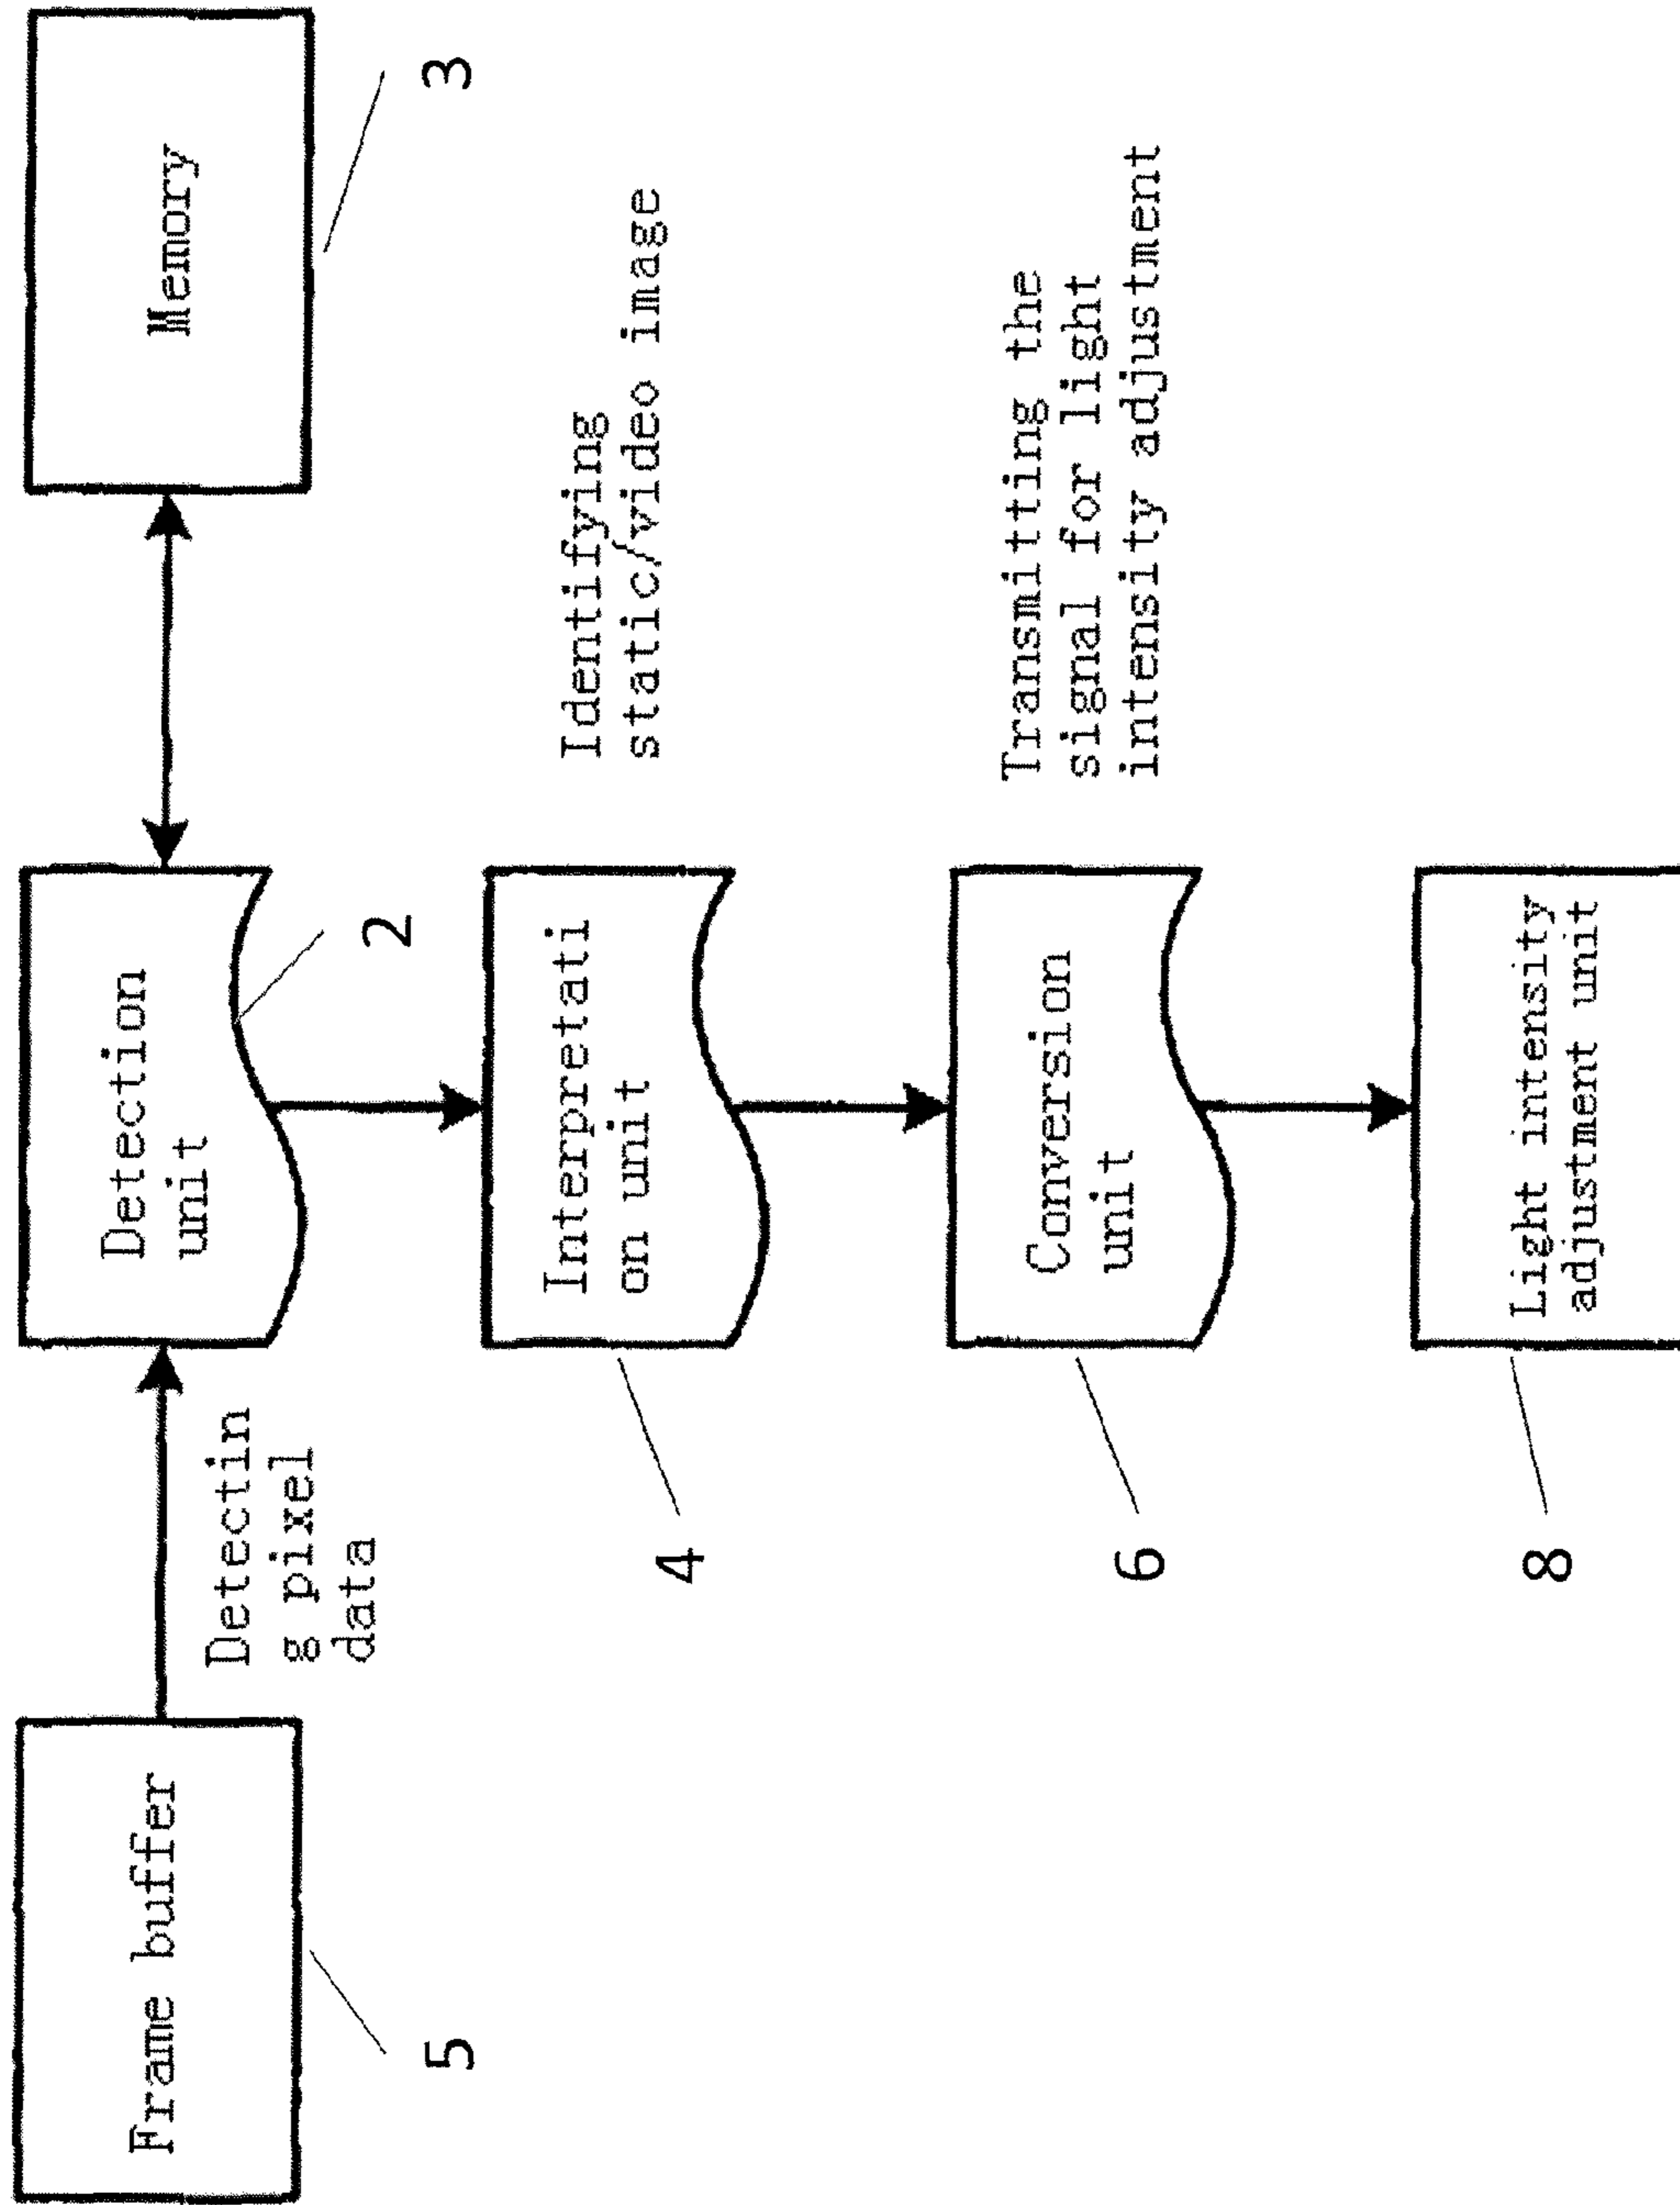 Frame buffer
5
Detectin
g pixel
data
Detection
unit
2
Memory
3
Interpretati
on unit
4
Identifying
static/video image
Conversion
unit
6
Transmitting the
signal for light
intensity adjustment
Light intensity
adjustment unit
8